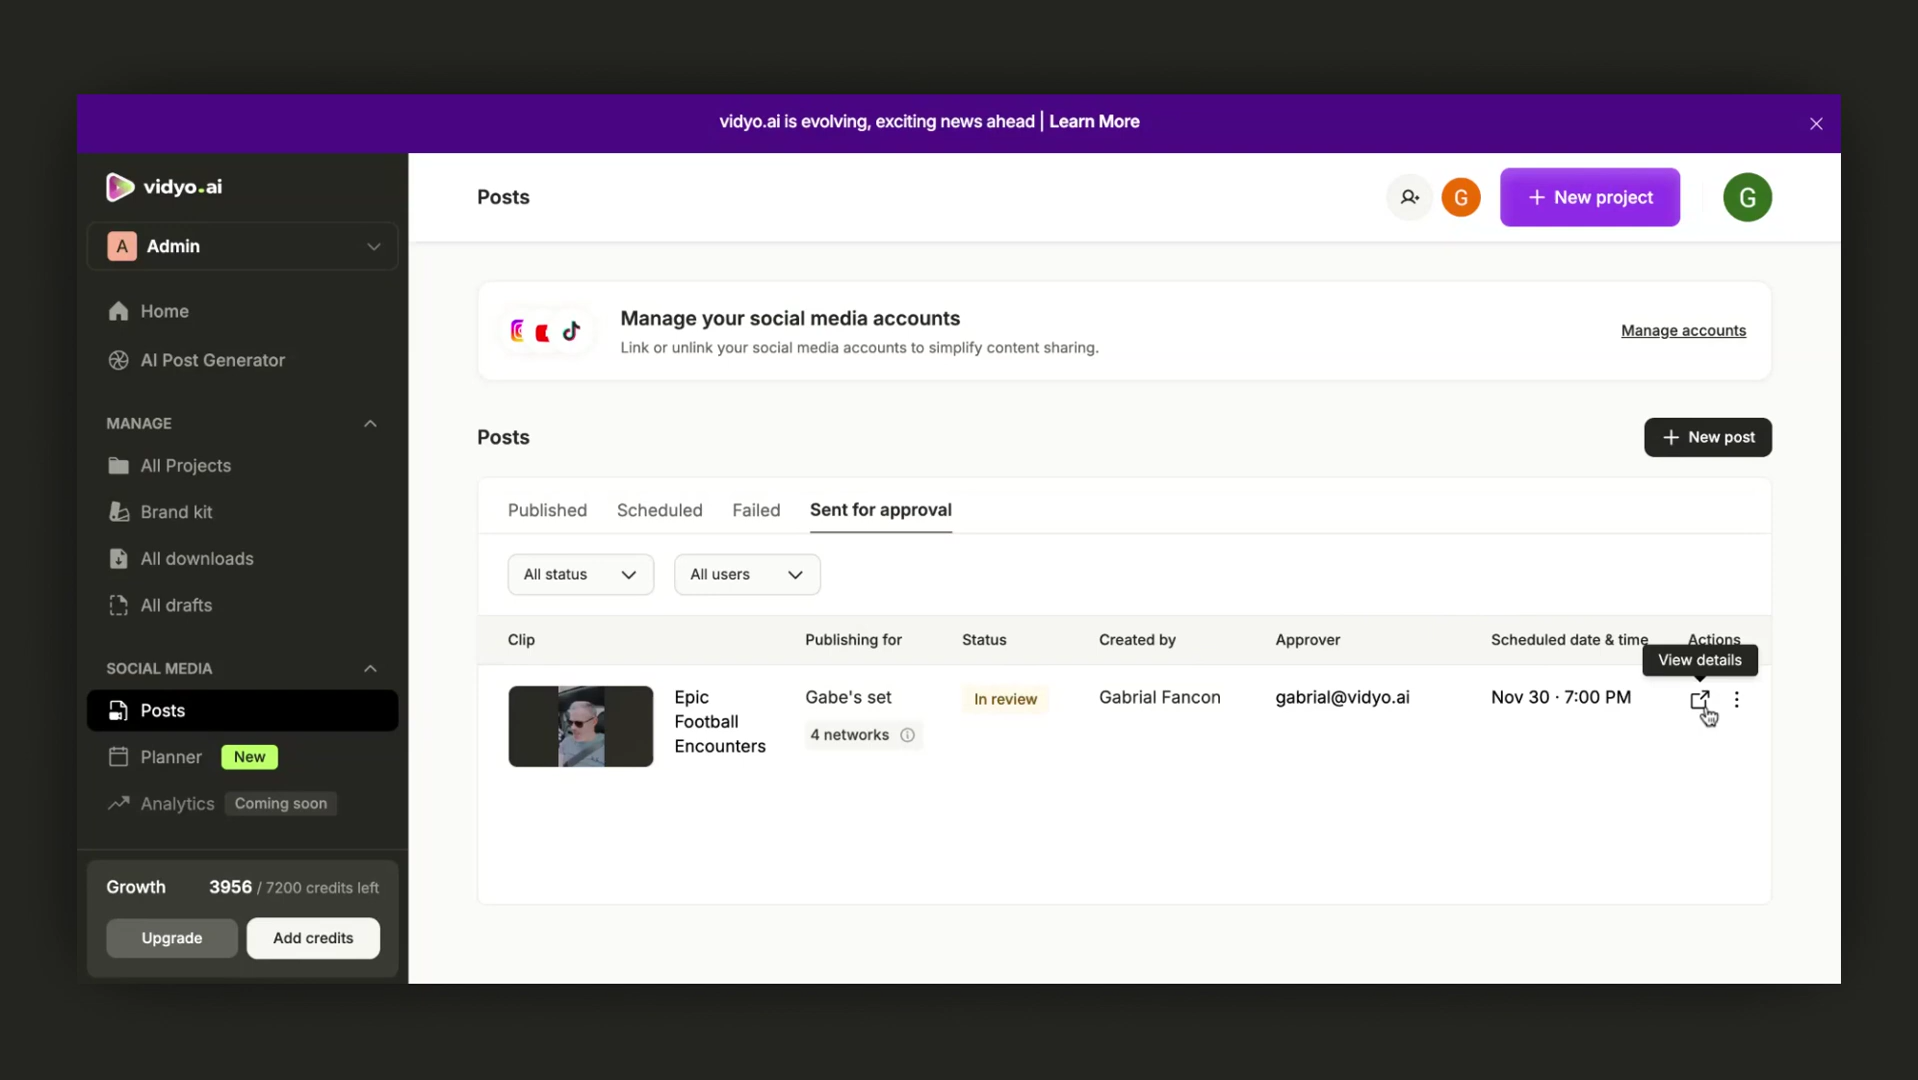 vidyo.ai is evolving, exciting news ahead | Learn More
vidyo.ai
A Admin
Home
AI Post Generator
MANAGE
All Projects
Brand kit
All downloads
All drafts
SOCIAL MEDIA
Posts
Planner New
Analytics Coming soon
Growth 3956 / 7200 credits left
Upgrade Add credits
Posts
G + New project G
Manage your social media accounts
Link or unlink your social media accounts to simplify content sharing.
Manage accounts
Posts
+ New post
Published Scheduled Failed Sent for approval
All status All users
Clip Publishing for Status Created by Approver Scheduled date & time Actions
View details
Epic
Football
Encounters
Gabe's set
4 networks
In review
Gabrial Fancon
gabrial@vidyo.ai
Nov 30 · 7:00 PM